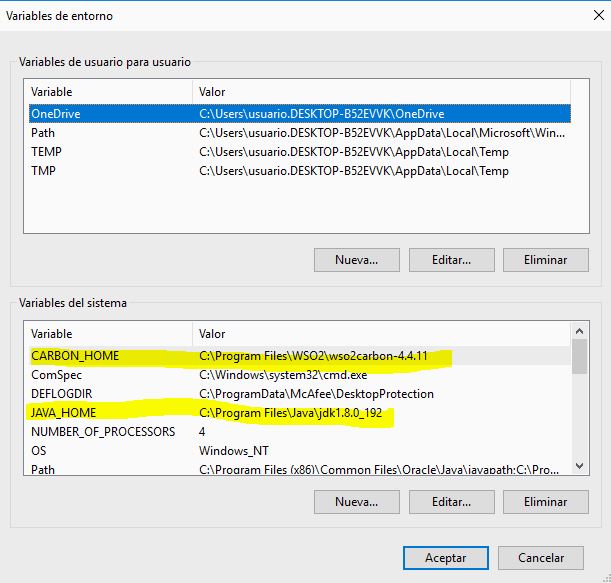 Variables de entorno
Variables de usuario para usuario
Variable Valor
OneDrive C:\Users\usuario.DESKTOP-B52EVVK\OneDrive
Path C:\Users\usuario.DESKTOP-B52EVVK\AppData\Local\Microsoft\Win...
TEMP C:\Users\usuario.DESKTOP-B52EVVK\AppData\Local\Temp
TMP C:\Users\usuario.DESKTOP-B52EVVK\AppData\Local\Temp
Nueva... Editar... Eliminar
Variables del sistema
Variable Valor
CARBON_HOME C:\Program Files\WSO2\wso2carbon-4.4.11
ComSpec C:\Windows\system32\cmd.exe
DEFLOGDIR C:\ProgramData\McAfee\DesktopProtection
JAVA_HOME C:\Program Files\Java\jdk1.8.0_192
NUMBER_OF_PROCESSORS 4
OS Windows_NT
Path C:\Program Files (x86)\Common Files\Oracle\Java\javapath;C:\Pro...
Nueva... Editar... Eliminar
Aceptar Cancelar